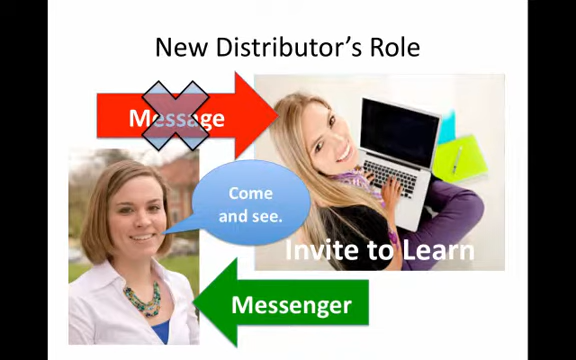 New Distributor's Role
Message
Come
and see.
Invite to Learn
Messenger